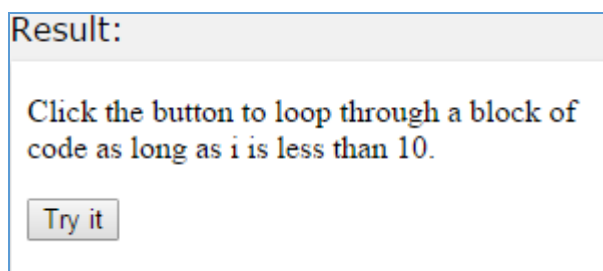 Result:
Click the button to loop through a block of
code as long as i is less than 10.
Try it